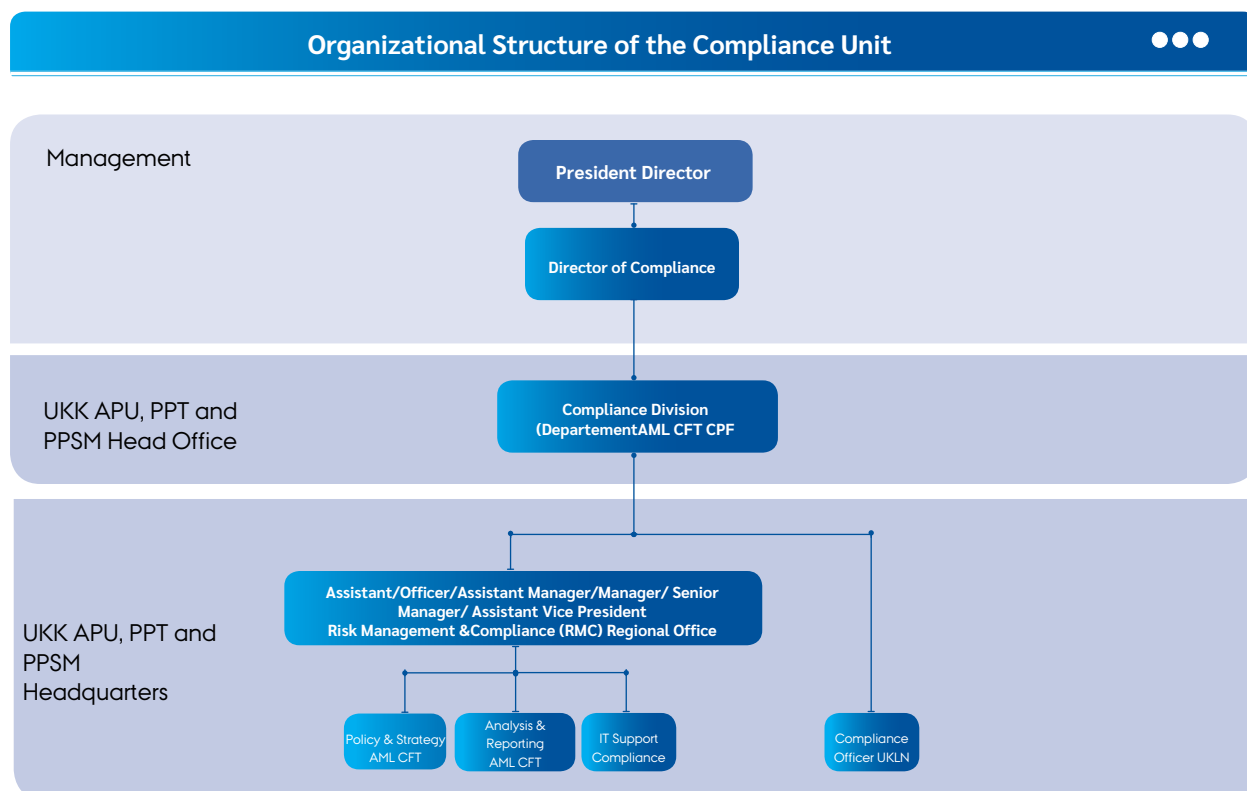 Organizational Structure of the Compliance Unit
Management
President Director
Director of Compliance
UKK APU, PPT and
PPSM Head Office
Compliance Division
(DepartementAML CFT CPF
UKK APU, PPT and
PPSM
Headquarters
Assistant/Officer/Assistant Manager/Manager/ Senior
Manager/ Assistant Vice President
Risk Management &Compliance (RMC) Regional Office
Policy & Strategy
AML CFT
Analysis &
Reporting
AML CFT
IT Support
Compliance
Compliance
Officer UKLN